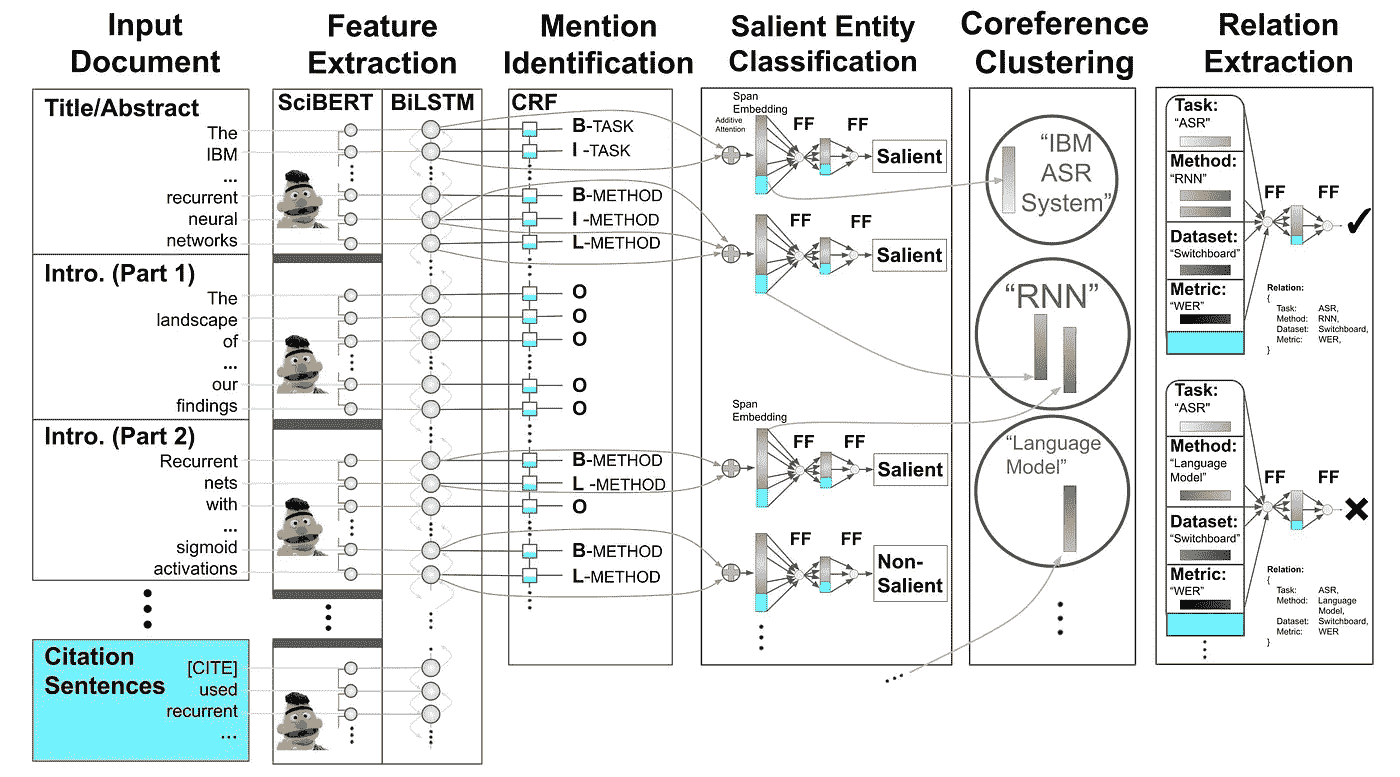 Input
Document
Feature
Extraction
Mention
Identification
Salient Entity
Classification
Coreference
Clustering
Relation
Extraction
Title/Abstract
The
IBM
...
recurrent
neural
networks
Intro. (Part 1)
The
landscape
of
...
our
findings
Intro. (Part 2)
Recurrent
nets
with
...
sigmoid
activations
Citation
Sentences
[CITE]
used
recurrent
...
SciBERT
BiLSTM
CRF
B-TASK
I -TASK
B-METHOD
I -METHOD
L-METHOD
O
O
O
O
O
B-METHOD
L -METHOD
O
B-METHOD
L-METHOD
Span
Embedding
Additive
Attention
FF
FF
Salient
FF
FF
Salient
Span
Embedding
FF
FF
Salient
FF
FF
Non-
Salient
...
“IBM
ASR
System”
“RNN”
“Language
Model”
Task:
“ASR”
Method:
“RNN”
Dataset:
“Switchboard”
Metric:
“WER”
FF
FF
✓
Relation:
{
Task: ASR,
Method: RNN,
Dataset: Switchboard,
Metric: WER,
}
Task:
“ASR”
Method:
“Language
Model”
Dataset:
“Switchboard”
Metric:
“WER”
FF
FF
✖
Relation:
{
Task: ASR,
Method: Language
Model,
Dataset: Switchboard,
Metric: WER
}